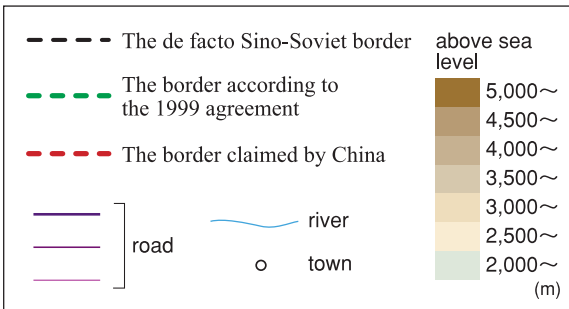 The de facto Sino-Soviet border
The border according to
the 1999 agreement
The border claimed by China
road
river
town
above sea
level
5,000～
4,500～
4,000～
3,500～
3,000～
2,500～
2,000～
(m)